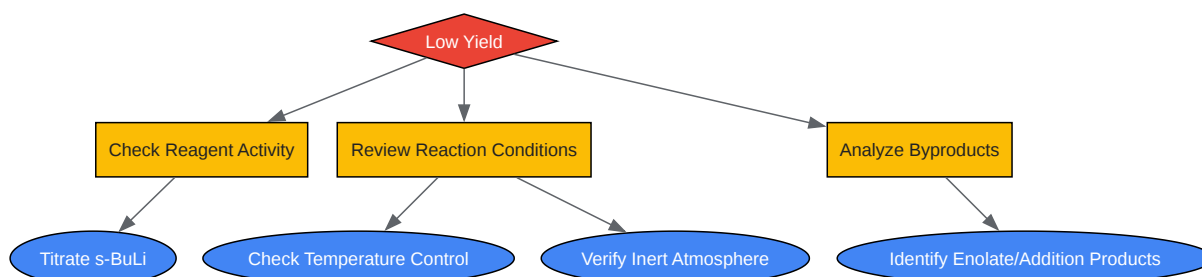 Low Yield
Check Reagent Activity
Review Reaction Conditions
Analyze Byproducts
Titrate s-BuLi
Check Temperature Control
Verify Inert Atmosphere
Identify Enolate/Addition Products